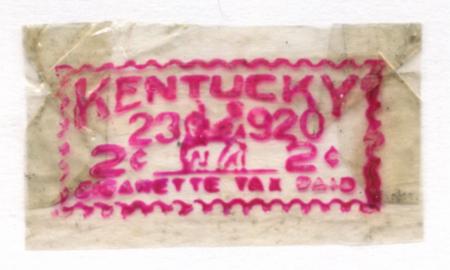 KENTUCKY
23 920
2¢ 2¢
CIGARETTE TAX PAID